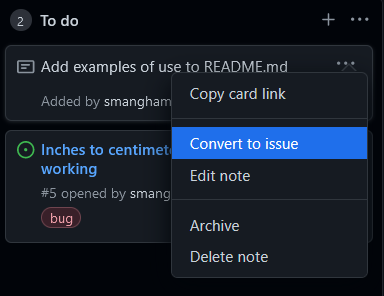 2 To do
Add examples of use to README.md
Added by smangham
Copy card link
Convert to issue
Edit note
Archive
Delete note
Inches to centimet
working
#5 opened by smang
bug